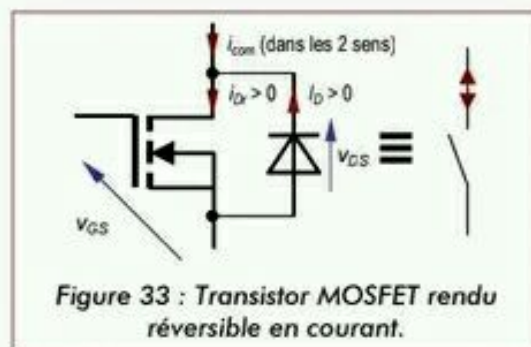 i_com (dans les 2 sens)
i_Dr > 0
I_D > 0
v_DS
v_GS
Figure 33 : Transistor MOSFET rendu
réversible en courant.